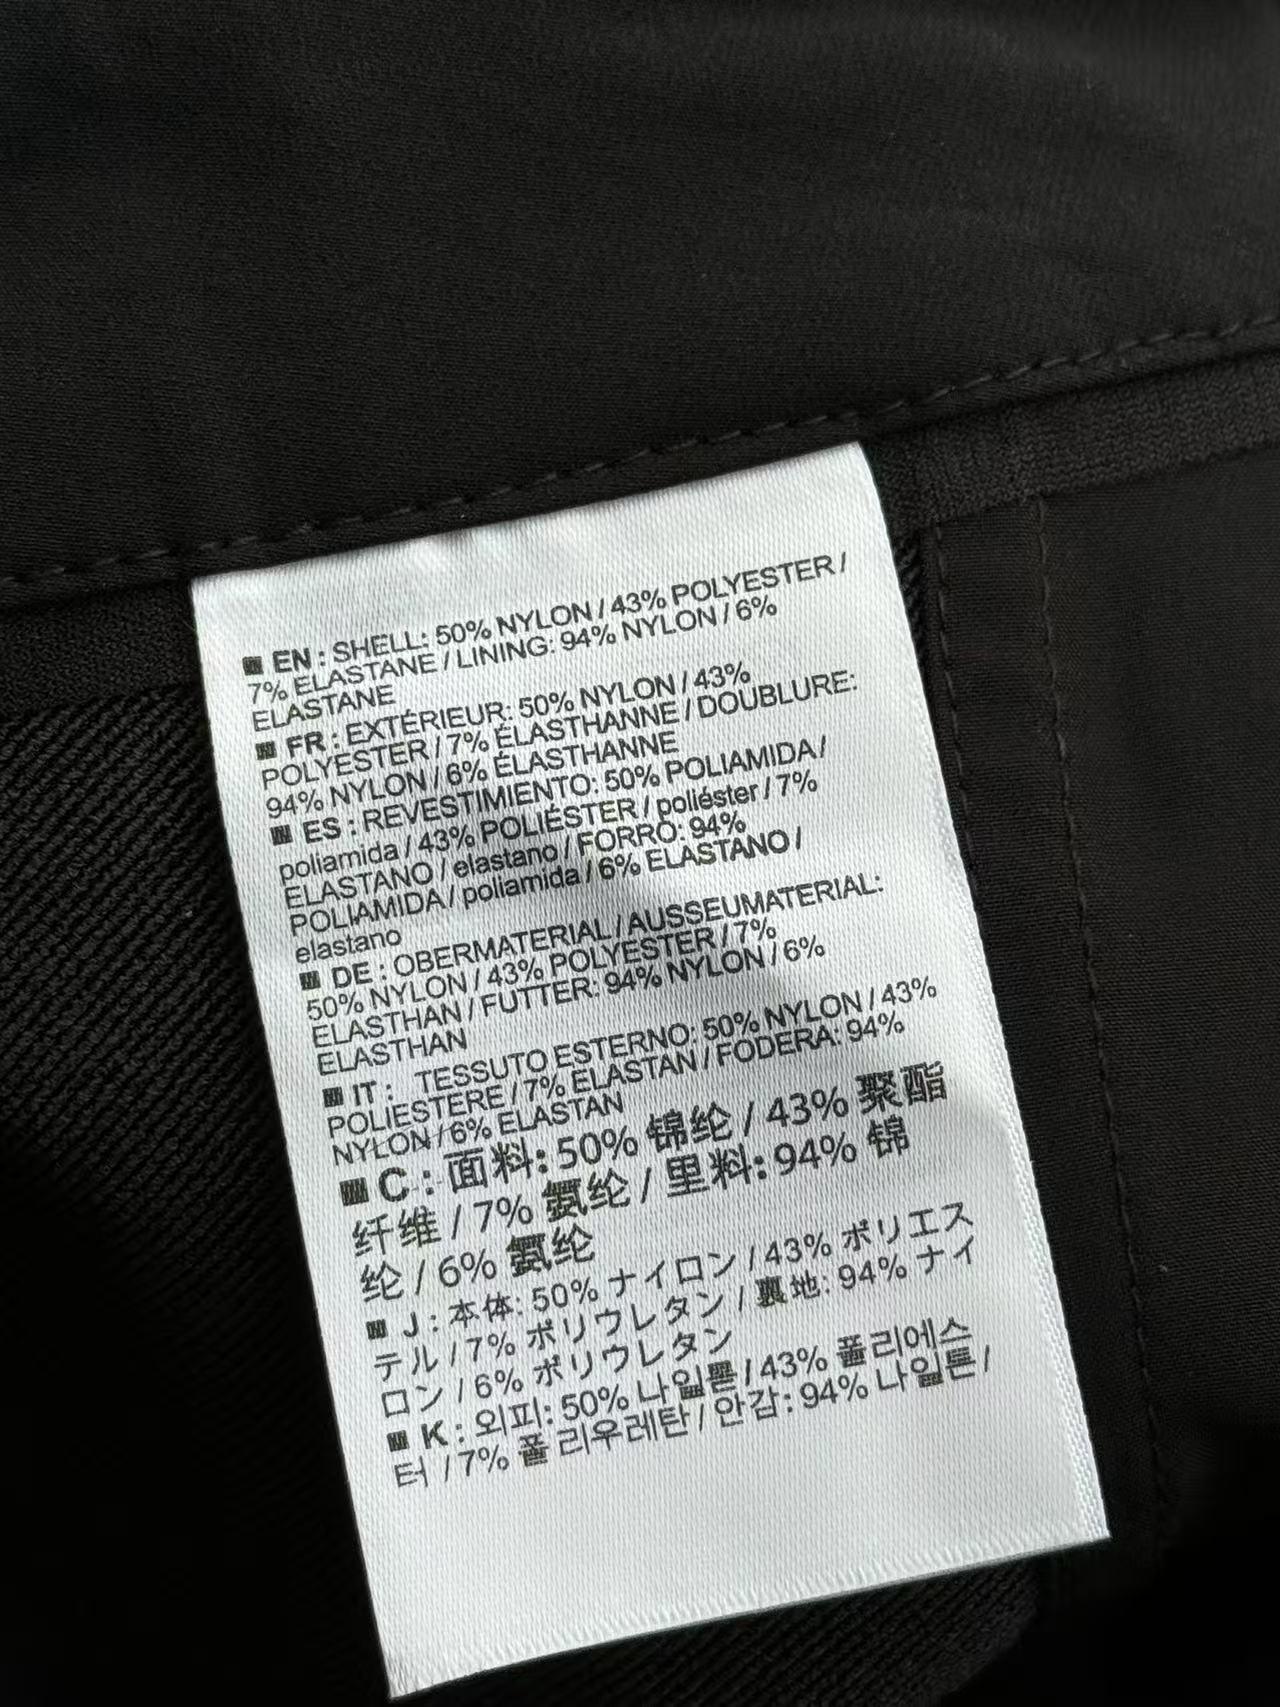 EN : SHELL: 50% NYLON / 43% POLYESTER /
7% ELASTANE / LINING: 94% NYLON / 6%
ELASTANE
FR : EXTÉRIEUR: 50% NYLON / 43%
POLYESTER / 7% ÉLASTHANNE / DOUBLURE:
94% NYLON / 6% ÉLASTHANNE
ES : REVESTIMIENTO: 50% POLIAMIDA /
poliamida / 43% POLIÉSTER / poliéster / 7%
ELASTANO / elastano / FORRO: 94%
POLIAMIDA / poliamida / 6% ELASTANO /
elastano
DE : OBERMATERIAL / AUSSEUMATERIAL:
50% NYLON / 43% POLYESTER / 7%
ELASTHAN / FUTTER: 94% NYLON / 6%
ELASTHAN
IT : TESSUTO ESTERNO: 50% NYLON / 43%
POLIESTERE / 7% ELASTAN / FODERA: 94%
NYLON / 6% ELASTAN
C : 面料: 50% 锦纶 / 43% 聚酯
纤维 / 7% 氨纶 / 里料: 94% 锦
纶 / 6% 氨纶
J : 本体: 50% ナイロン / 43% ポリエス
テル / 7% ポリウレタン / 裏地: 94% ナイ
ロン / 6% ポリウレタン
K : 외피: 50% 나일론 / 43% 폴리에스
터 / 7% 폴리우레탄 / 안감: 94% 나일론 /